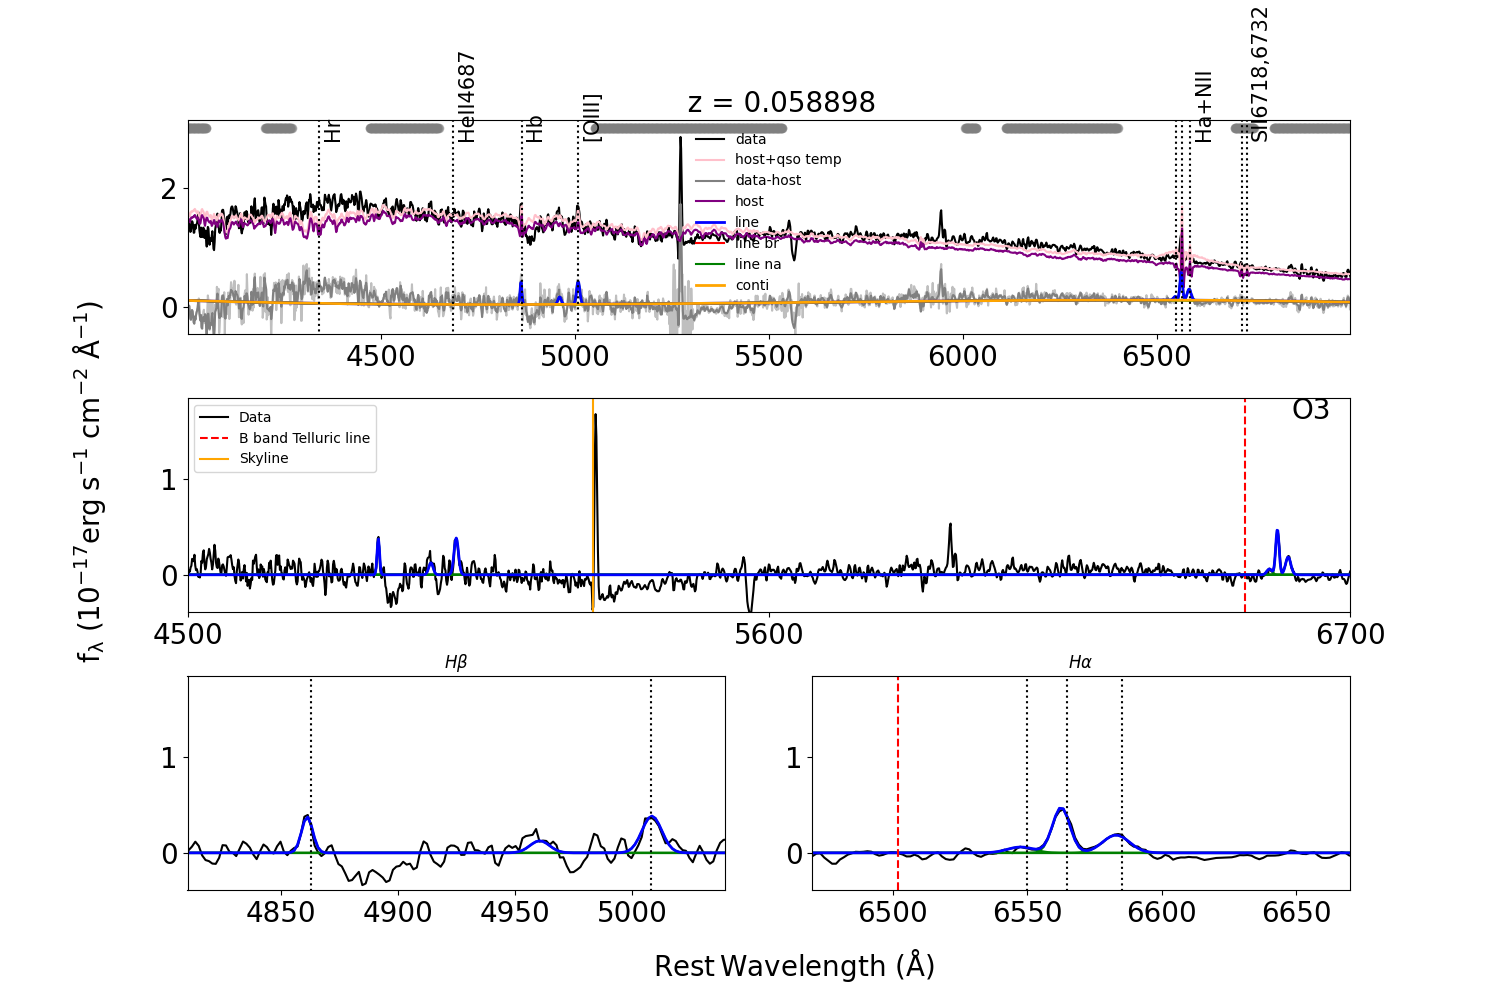 z = 0.058898
Hr
HeII4687
Hb
[OIII]
Ha+NII
SII6718,6732
data
host+qso temp
data-host
host
line
line br
line na
conti
2
0
4500 5000 5500 6000 6500
fλ (10⁻¹⁷erg s⁻¹ cm⁻² Å⁻¹)
O3
Data
B band Telluric line
Skyline
1
0
4500 5600 6700
Hβ
1
0
4850 4900 4950 5000
Hα
1
0
6500 6550 6600 6650
Rest Wavelength (Å)